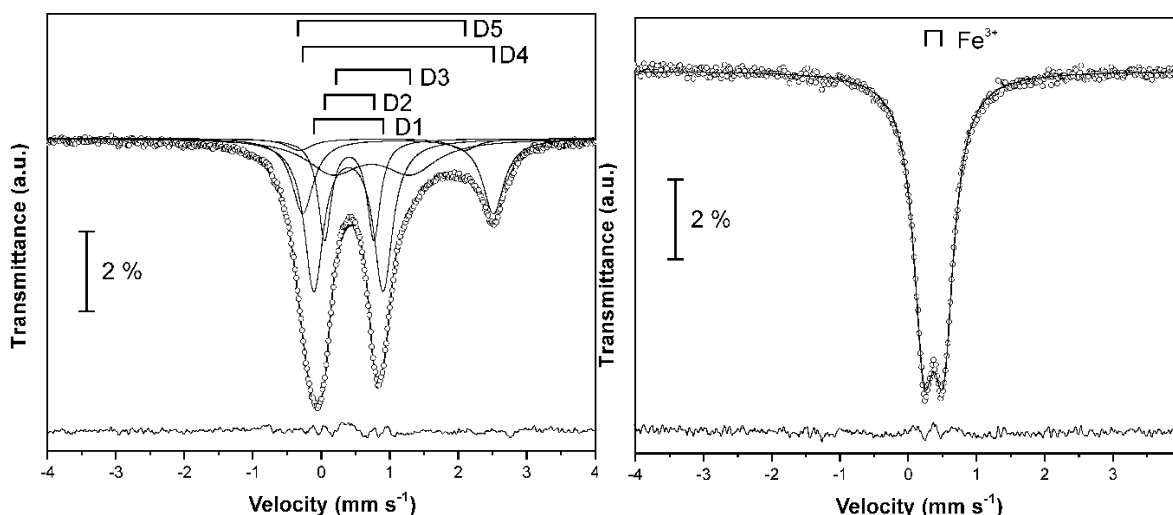 D5
D4
D3
D2
D1
Transmittance (a.u.)
2 %
-4 -3 -2 -1 0 1 2 3 4
Velocity (mm s⁻¹)
Fe³⁺
Transmittance (a.u.)
2 %
-4 -3 -2 -1 0 1 2 3
Velocity (mm s⁻¹)